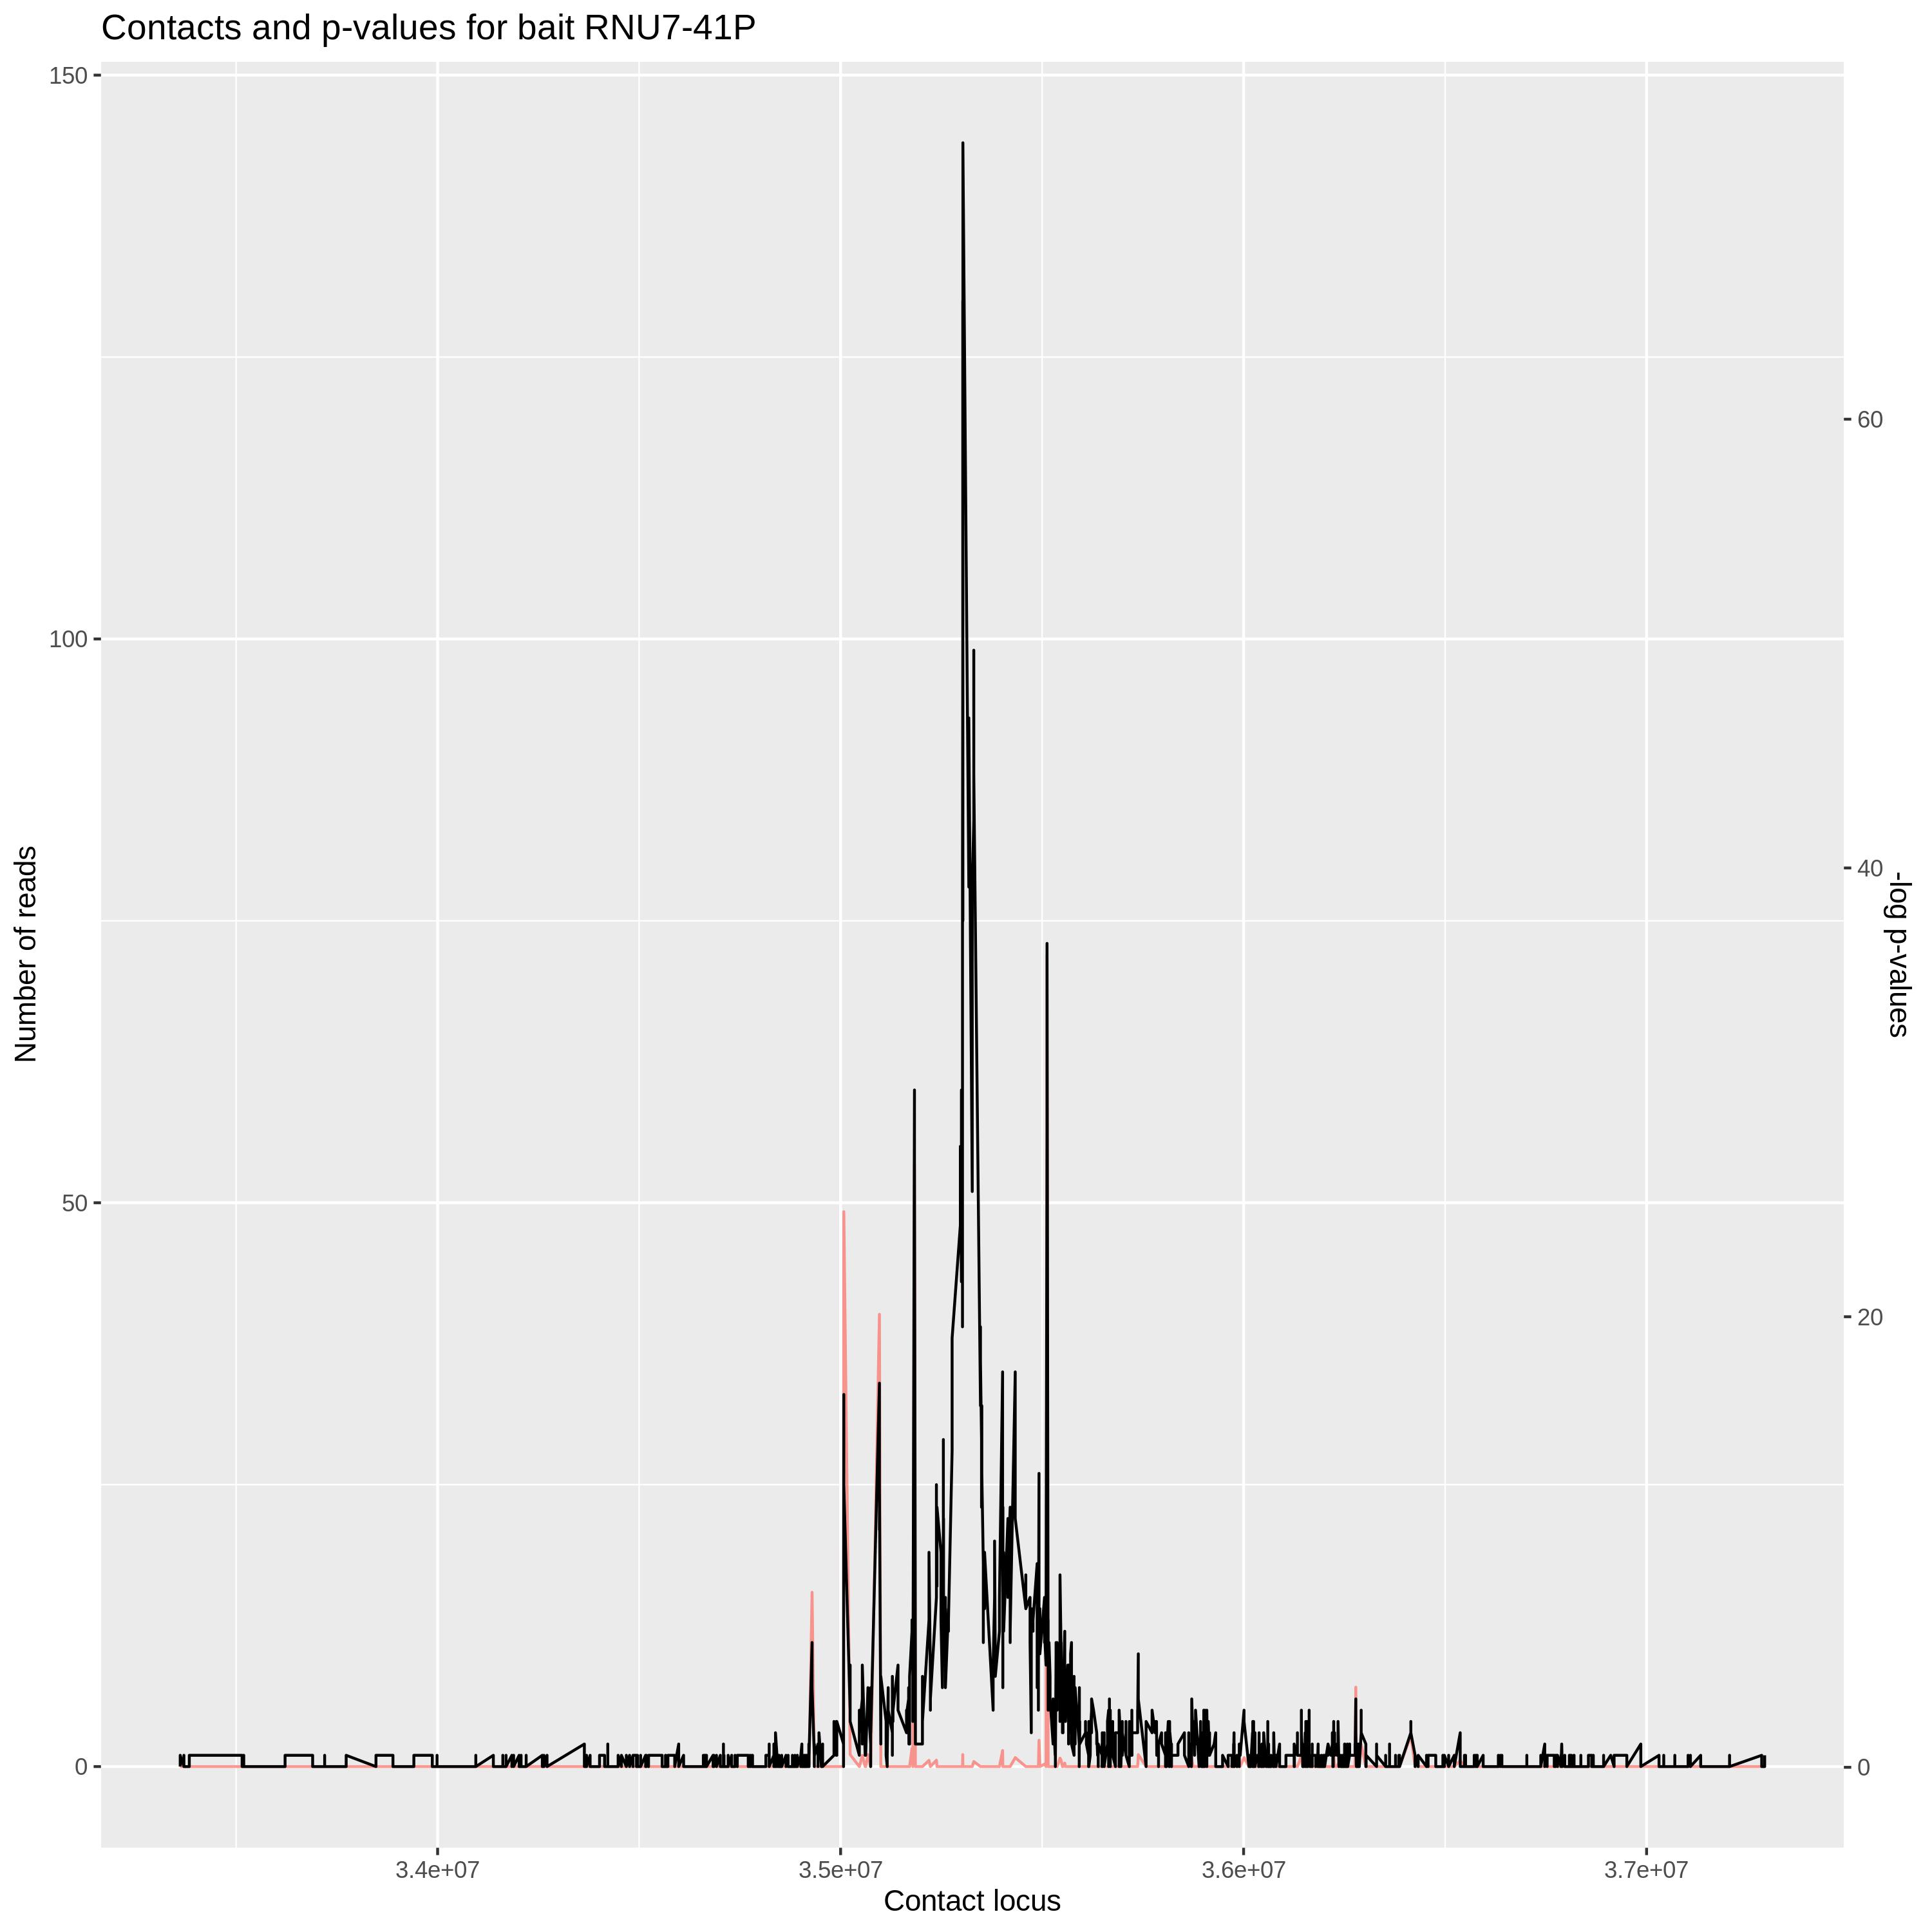 Contacts and p-values for bait RNU7-41P
150
100
50
0
60
40
20
0
Number of reads
-log p-values
3.4e+07
3.5e+07
3.6e+07
3.7e+07
Contact locus